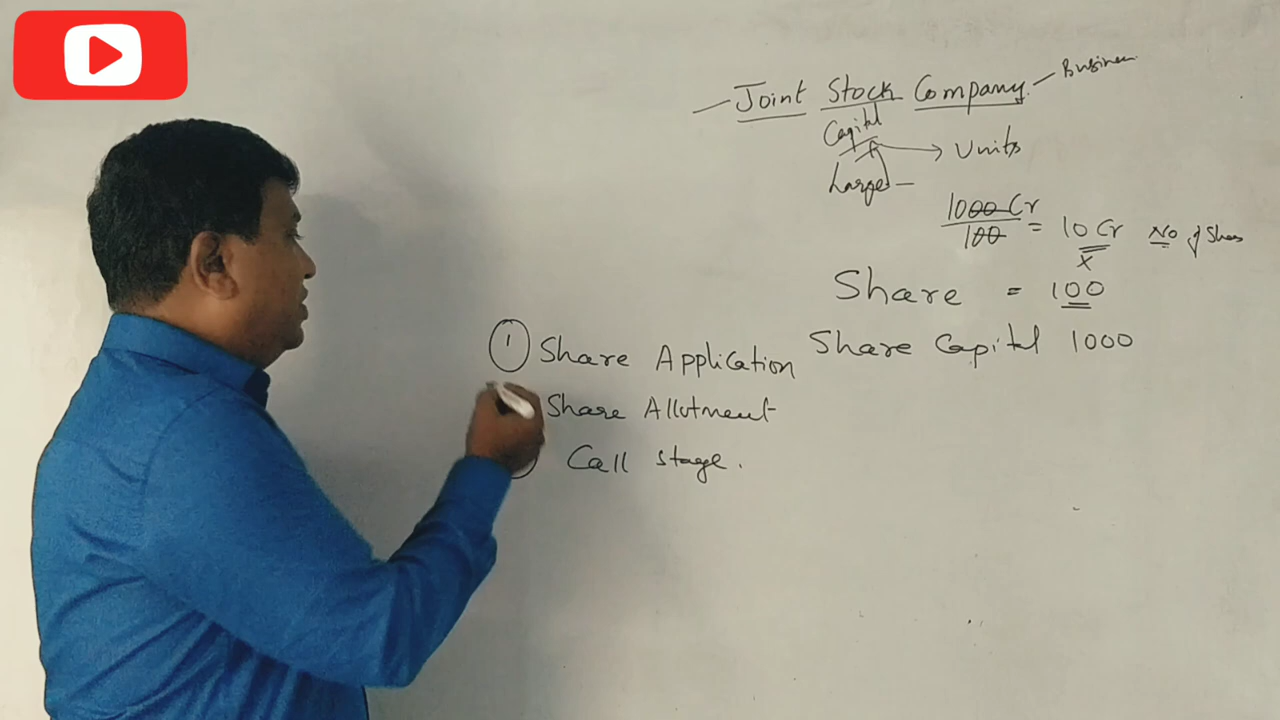 Joint Stock Company
Business
Capital
Units
Large
1000 Cr
100
= 10 Cr No of Shares
x
Share = 100
Share Capital 1000
1 Share Application
Share Allotment
Call stage.